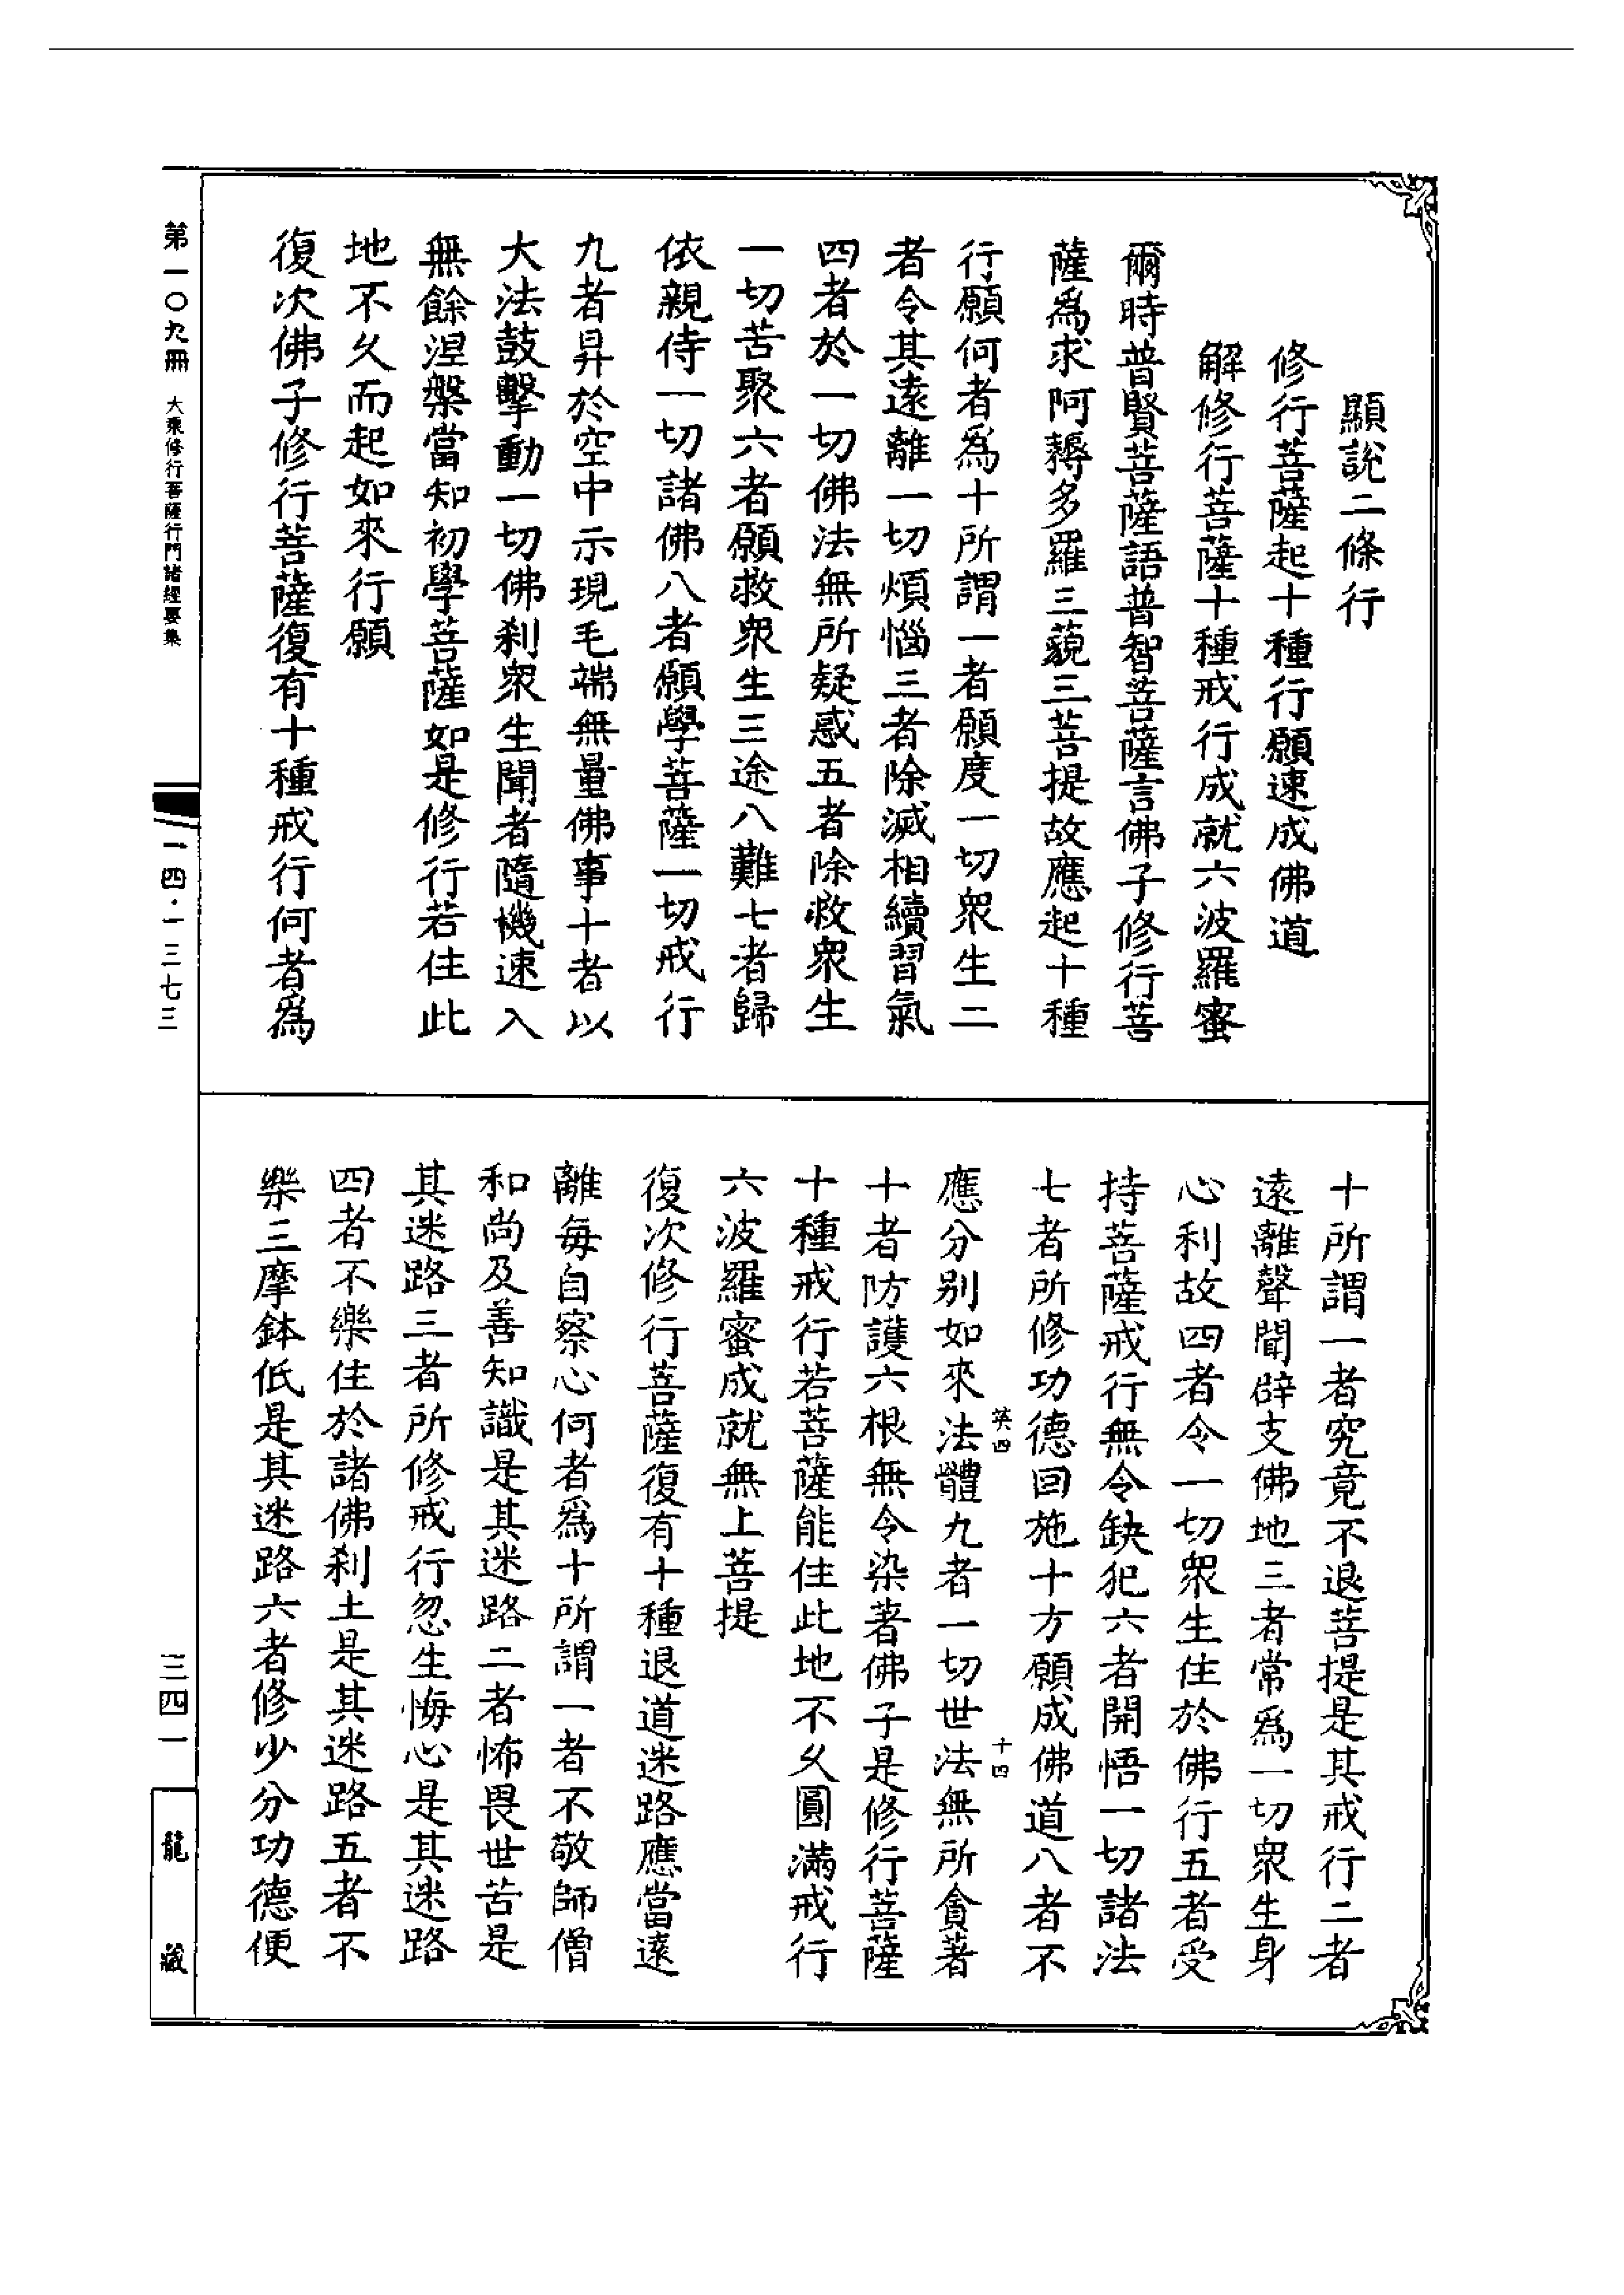 顯說二條行
修行菩薩起十種行願速成佛道
解修行菩薩十種戒行成就六波羅蜜
爾時普賢菩薩語普智菩薩言佛子修行菩
薩爲求阿耨多羅三藐三菩提故應起十種
行願何者爲十所謂一者願度一切衆生二
者令其遠離一切煩惱三者除滅相續習氣
四者於一切佛法無所疑惑五者除救衆生
一切苦聚六者願救衆生三途八難七者歸
依親侍一切諸佛八者願學菩薩一切戒行
九者昇於空中示現毛端無量佛事十者以
大法鼓擊動一切佛刹衆生聞者隨機速入
無餘涅槃當知初學菩薩如是修行若住此
地不久而起如來行願
復次佛子修行菩薩復有十種戒行何者爲
十所謂一者究竟不退菩提是其戒行二者
遠離聲聞辟支佛地三者常爲一切衆生身
心利故四者令一切衆生住於佛行五者受
持菩薩戒行無令缺犯六者開悟一切諸法
七者所修功德回施十方願成佛道八者不
英四 十四
應分别如來法體九者一切世法無所貪著
十者防護六根無令染著佛子是修行菩薩
十種戒行若菩薩能住此地不久圓滿戒行
六波羅蜜成就無上菩提
復次修行菩薩復有十種退道迷路應當遠
離每自察心何者爲十所謂一者不敬師僧
和尚及善知識是其迷路二者怖畏世苦是
其迷路三者所修戒行忽生悔心是其迷路
四者不樂住於諸佛刹土是其迷路五者不
樂三摩鉢低是其迷路六者修少分功德便
第一〇九冊 大乘修行菩薩行門諸經要集
一四·一三七三
三四一
龍藏